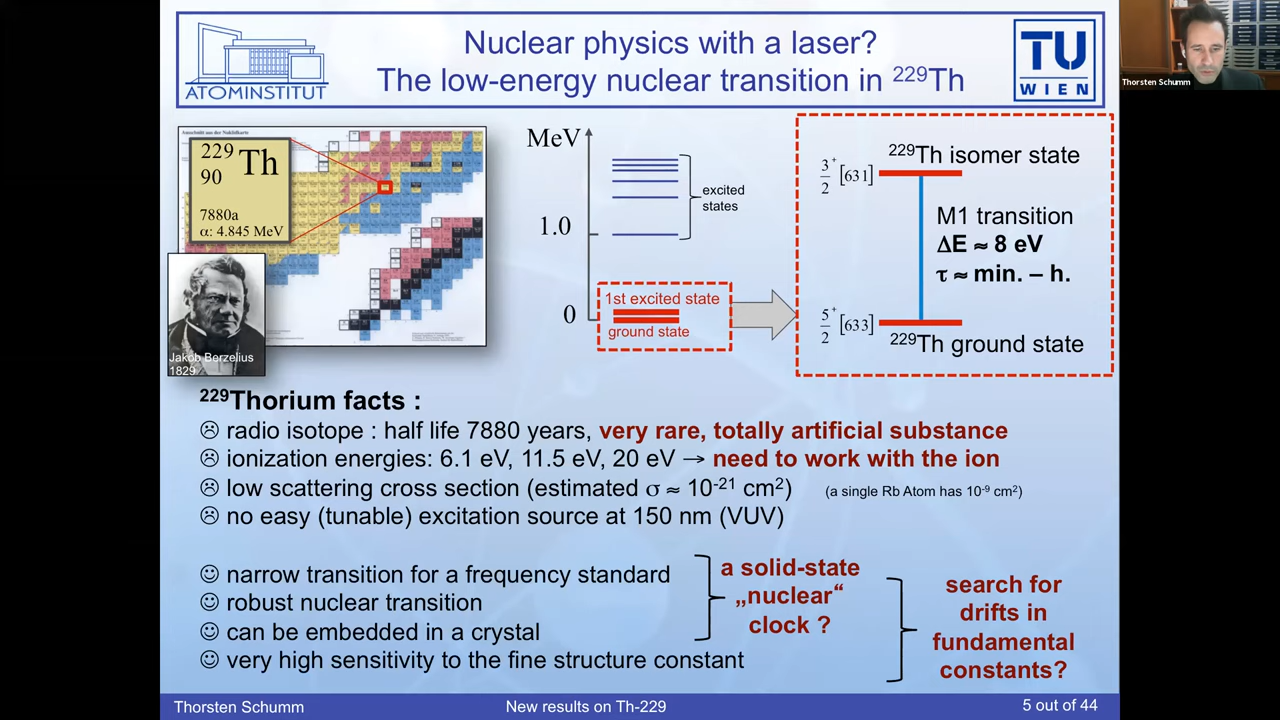 Nuclear physics with a laser?
The low-energy nuclear transition in ²²⁹Th
ATOMINSTITUT
TU
WIEN
Thorsten Schumm
229
90
Th
7880a
α: 4.845 MeV
Jakob Berzelius
1829
MeV
1.0
0
excited
states
1st excited state
ground state
3/2⁺ [631]
²²⁹Th isomer state
M1 transition
ΔE ≈ 8 eV
τ ≈ min. – h.
5/2⁺ [633]
²²⁹Th ground state
²²⁹Thorium facts :
☹ radio isotope : half life 7880 years, very rare, totally artificial substance
☹ ionization energies: 6.1 eV, 11.5 eV, 20 eV → need to work with the ion
☹ low scattering cross section (estimated σ ≈ 10⁻²¹ cm²) (a single Rb Atom has 10⁻⁹ cm²)
☹ no easy (tunable) excitation source at 150 nm (VUV)
☺ narrow transition for a frequency standard
☺ robust nuclear transition
☺ can be embedded in a crystal
☺ very high sensitivity to the fine structure constant
a solid-state
„nuclear“
clock ?
search for
drifts in
fundamental
constants?
Thorsten Schumm
New results on Th-229
5 out of 44